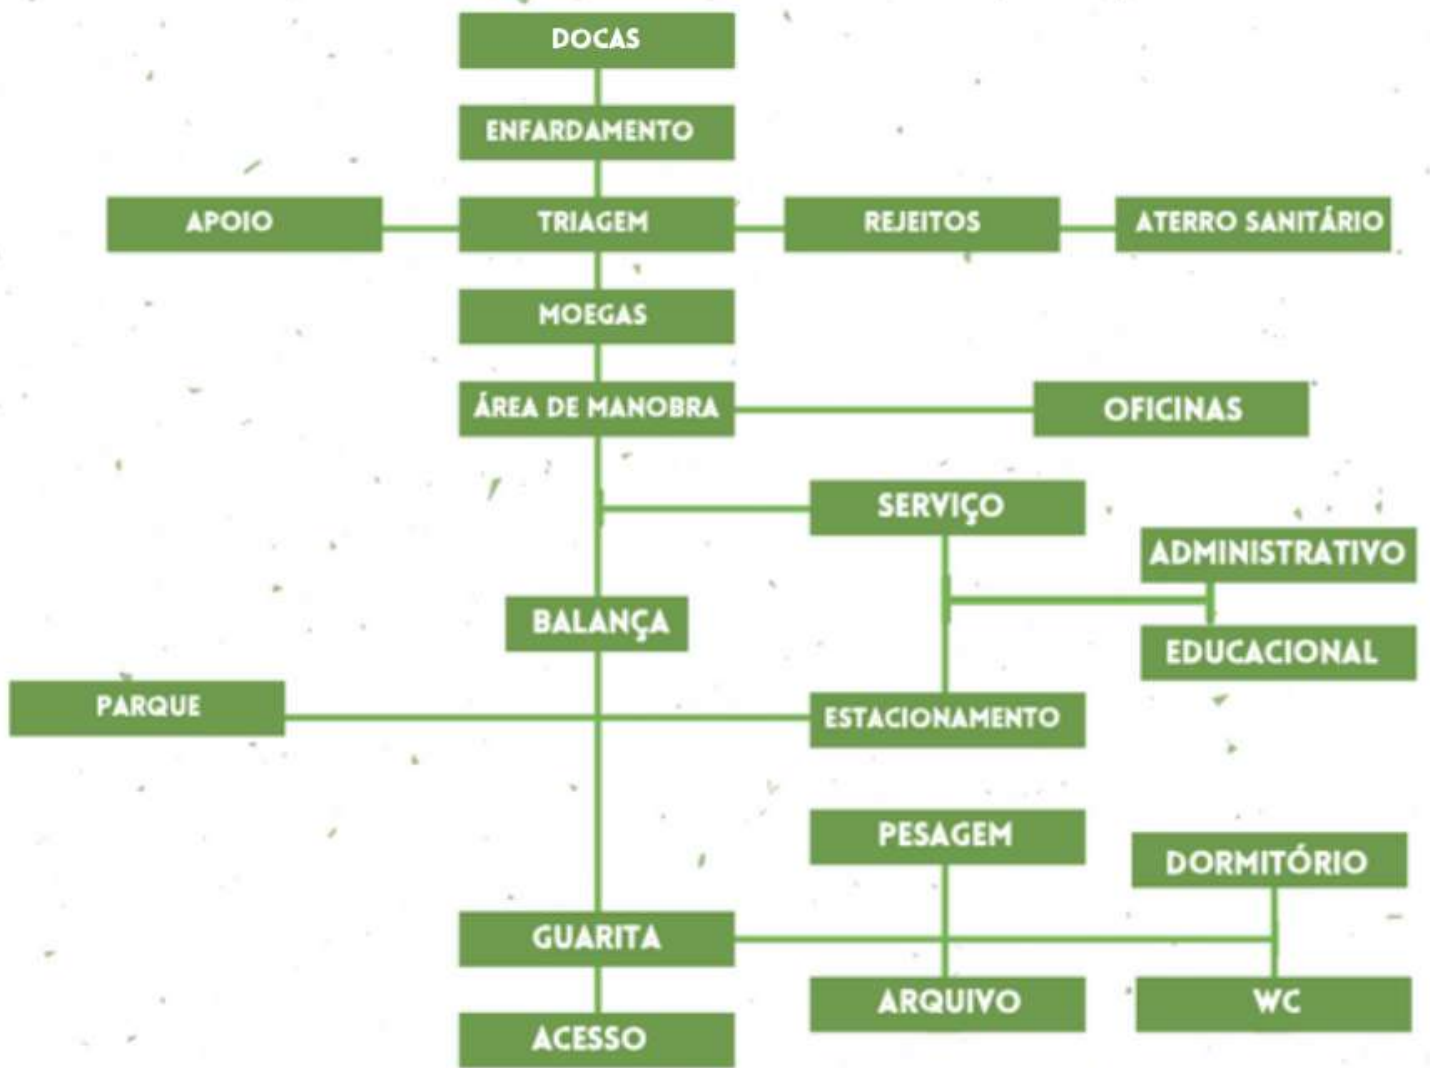 DOCAS
ENFARDAMENTO
APOIO
TRIAGEM
REJEITOS
ATERRO SANITÁRIO
MOEGAS
ÁREA DE MANOBRA
OFICINAS
SERVIÇO
ADMINISTRATIVO
BALANÇA
EDUCACIONAL
PARQUE
ESTACIONAMENTO
PESAGEM
DORMITÓRIO
GUARITA
ARQUIVO
WC
ACESSO